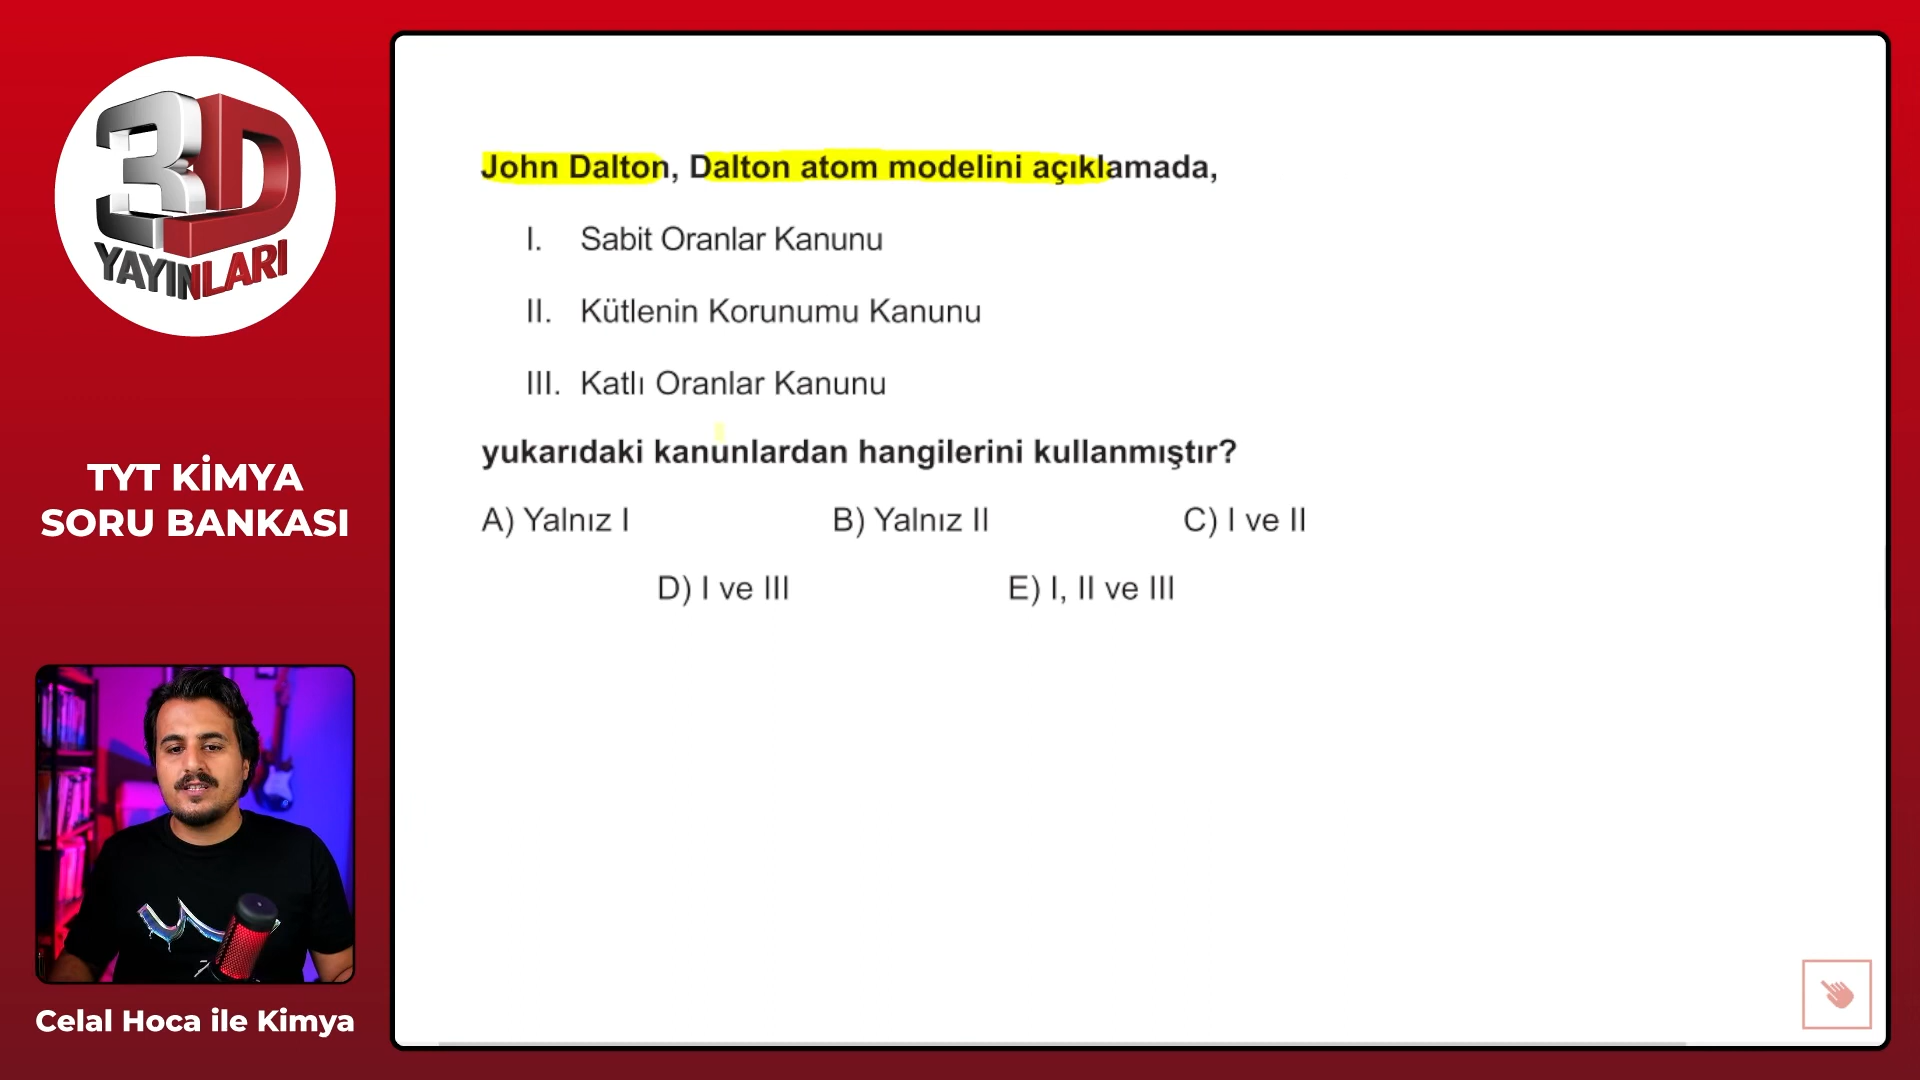 3D
YAYINLARI
TYT KİMYA
SORU BANKASI
Celal Hoca ile Kimya
John Dalton, Dalton atom modelini açıklamada,
I. Sabit Oranlar Kanunu
II. Kütlenin Korunumu Kanunu
III. Katlı Oranlar Kanunu
yukarıdaki kanunlardan hangilerini kullanmıştır?
A) Yalnız I B) Yalnız II C) I ve II
D) I ve III E) I, II ve III